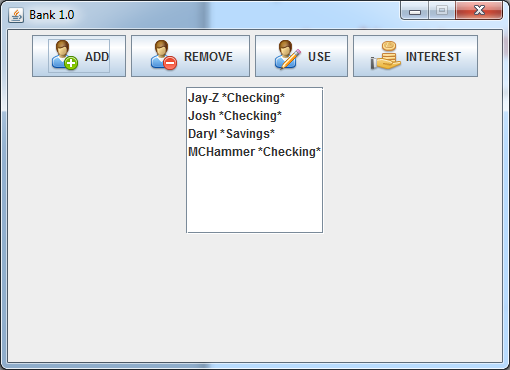 Bank 1.0
ADD REMOVE USE INTEREST
Jay-Z *Checking*
Josh *Checking*
Daryl *Savings*
MCHammer *Checking*